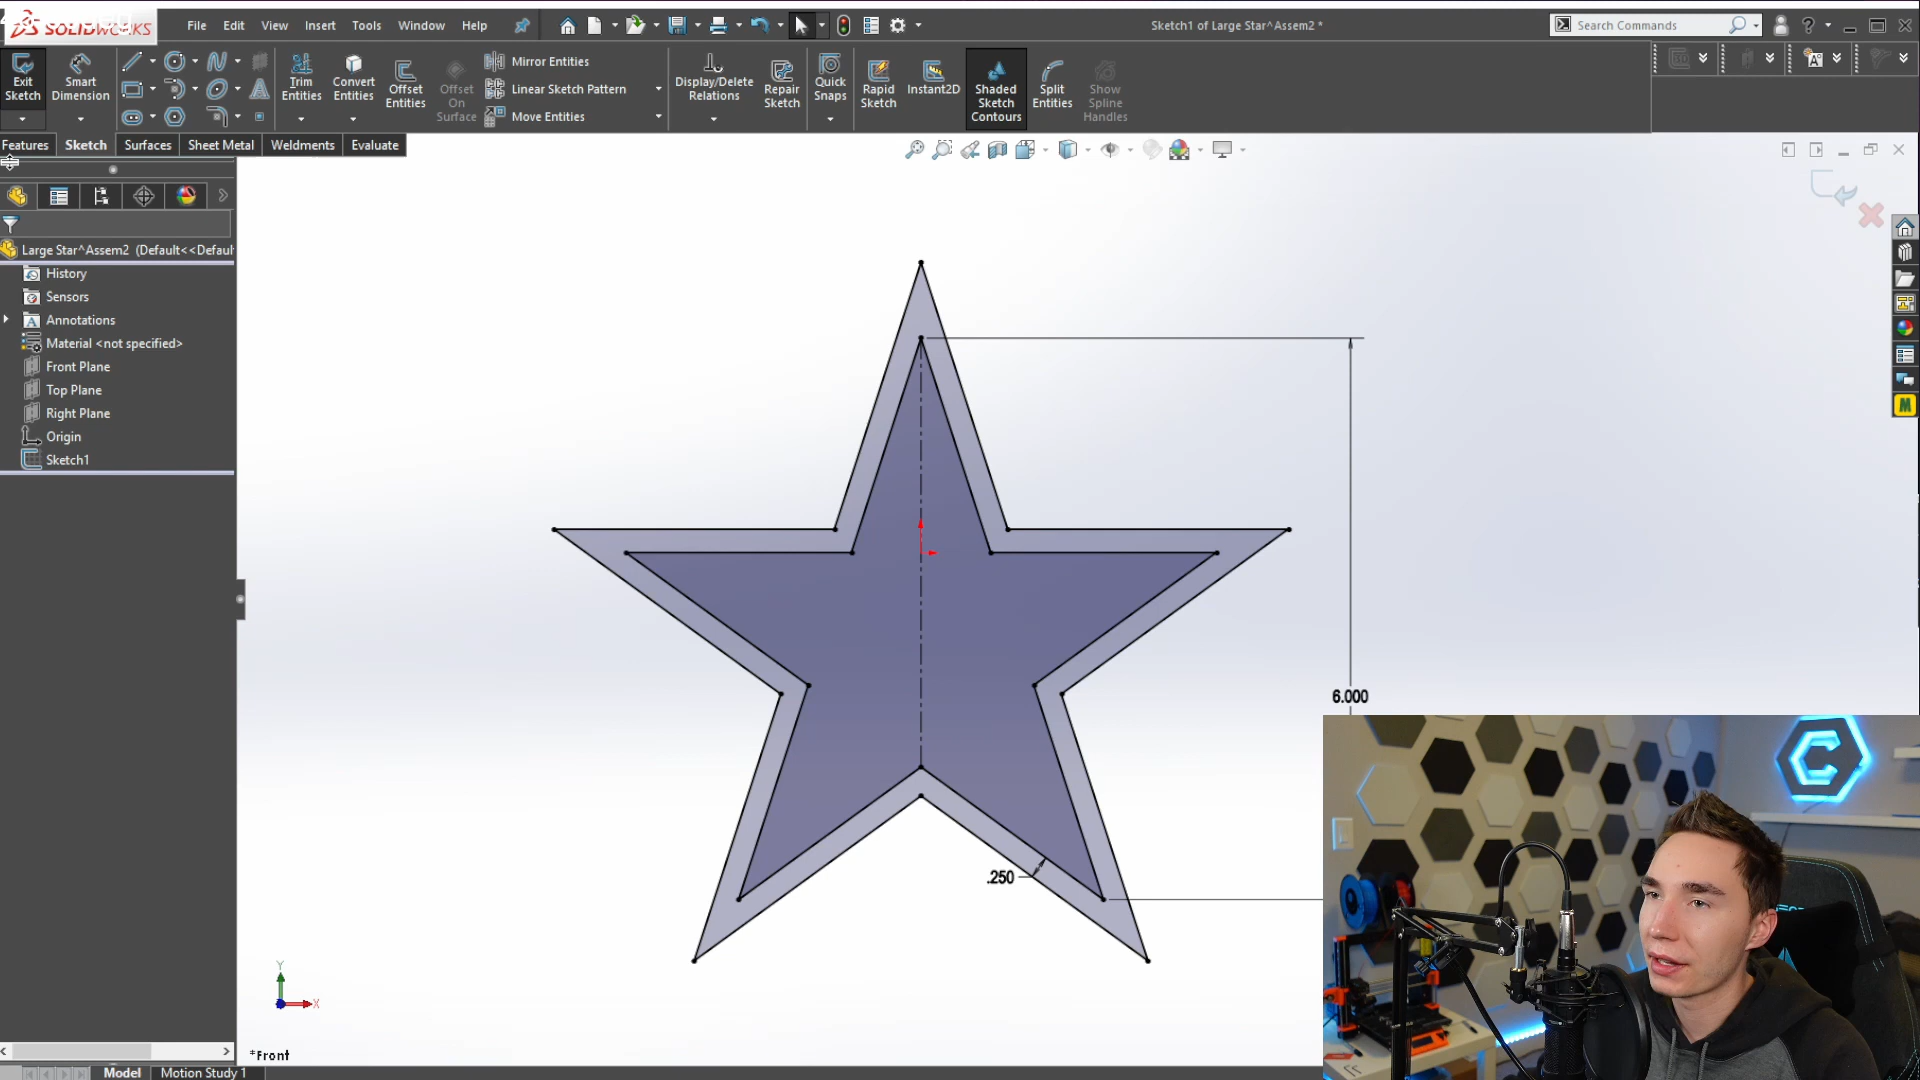 SOLIDWORKS
File Edit View Insert Tools Window Help
Sketch1 of Large Star^Assem2 *
Search Commands
Exit Sketch
Smart Dimension
Trim Entities
Convert Entities
Offset Entities
Offset On Surface
Mirror Entities
Linear Sketch Pattern
Move Entities
Display/Delete Relations
Repair Sketch
Quick Snaps
Rapid Sketch
Instant2D
Shaded Sketch Contours
Split Entities
Show Spline Handles
Features Sketch Surfaces Sheet Metal Weldments Evaluate
Large Star^Assem2 (Default<<Defaul
History
Sensors
Annotations
Material <not specified>
Front Plane
Top Plane
Right Plane
Origin
Sketch1
6.000
.250
Y
X
*Front
Model Motion Study 1
M